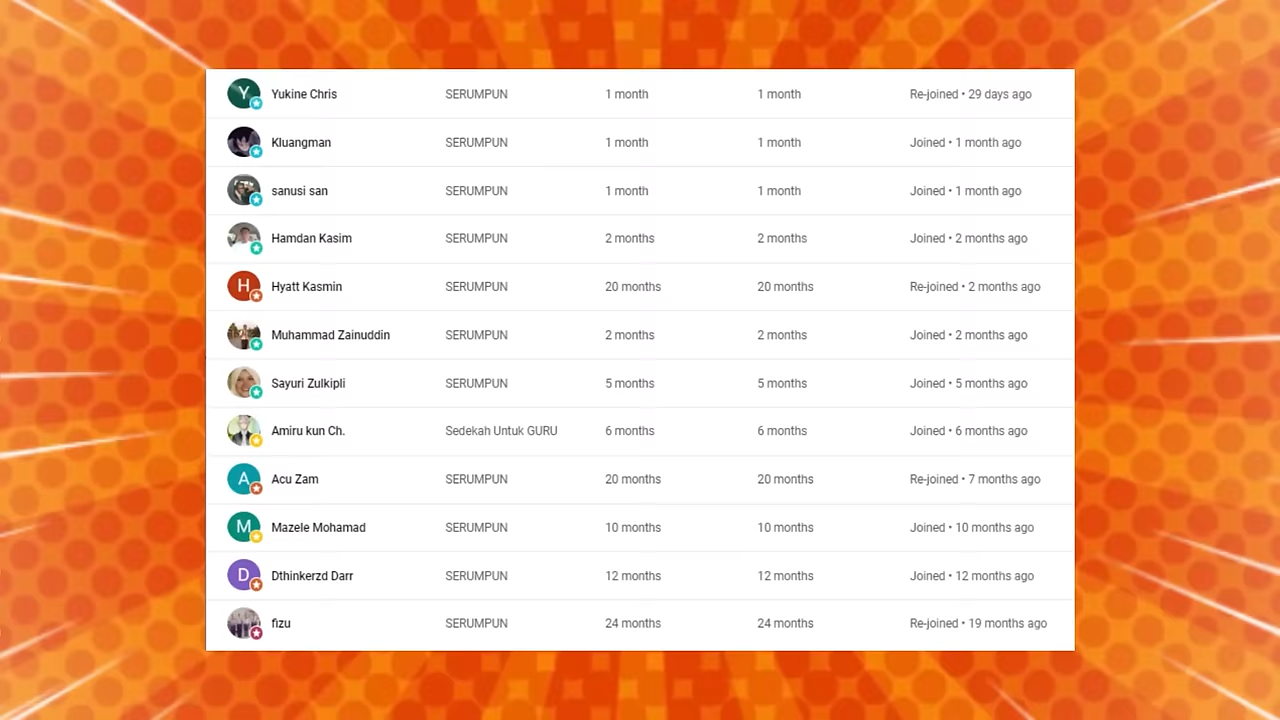 Y Yukine Chris SERUMPUN 1 month 1 month Re-joined • 29 days ago
Kluangman SERUMPUN 1 month 1 month Joined • 1 month ago
sanusi san SERUMPUN 1 month 1 month Joined • 1 month ago
Hamdan Kasim SERUMPUN 2 months 2 months Joined • 2 months ago
H Hyatt Kasmin SERUMPUN 20 months 20 months Re-joined • 2 months ago
Muhammad Zainuddin SERUMPUN 2 months 2 months Joined • 2 months ago
Sayuri Zulkipli SERUMPUN 5 months 5 months Joined • 5 months ago
Amiru kun Ch. Sedekah Untuk GURU 6 months 6 months Joined • 6 months ago
A Acu Zam SERUMPUN 20 months 20 months Re-joined • 7 months ago
M Mazele Mohamad SERUMPUN 10 months 10 months Joined • 10 months ago
D Dthinkerzd Darr SERUMPUN 12 months 12 months Joined • 12 months ago
fizu SERUMPUN 24 months 24 months Re-joined • 19 months ago